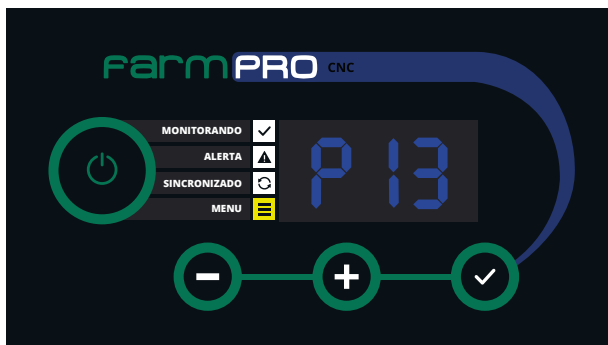 farmPRO CNC
MONITORANDO
ALERTA
SINCRONIZADO
MENU
P13